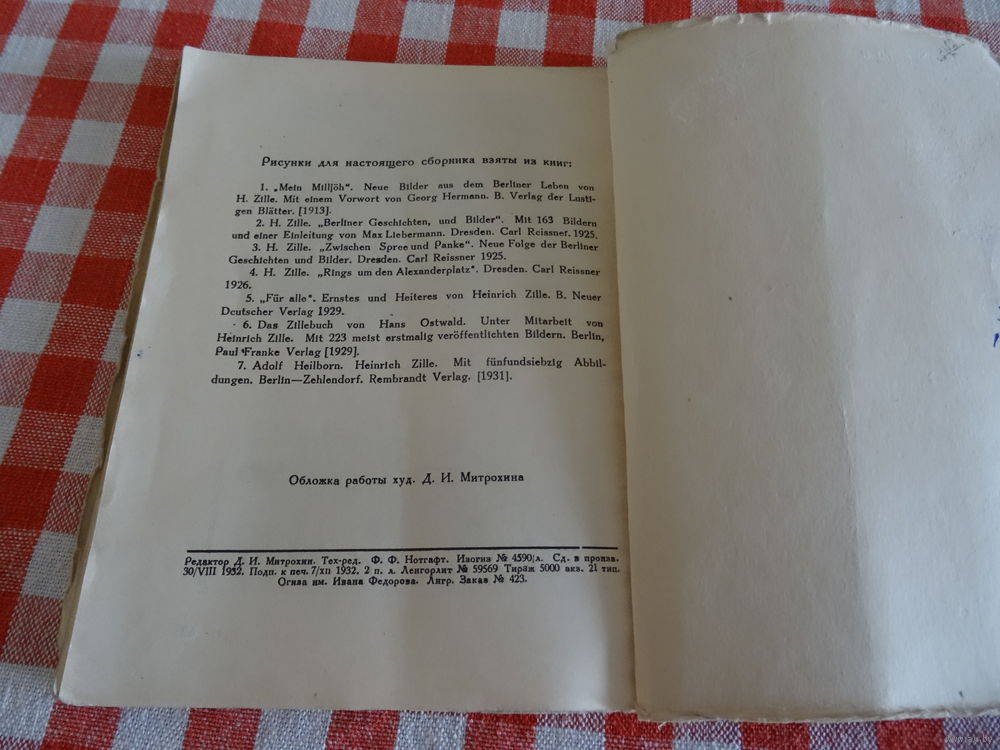 Рисунки для настоящего сборника взяты из книг:
1. „Mein Milljöh“. Neue Bilder aus dem Berliner Leben von
H. Zille. Mit einem Vorwort von Georg Hermann. B. Verlag der Lusti-
gen Blätter. [1913].
2. H. Zille. „Berliner Geschichten, und Bilder“. Mit 163 Bildern
und einer Einleitung von Max Liebermann. Dresden. Carl Reissner. 1925.
3. H. Zille. „Zwischen Spree und Panke“. Neue Folge der Berliner
Geschichten und Bilder. Dresden. Carl Reissner 1925.
4. H. Zille. „Rings um den Alexanderplatz“. Dresden. Carl Reissner
1926.
5. „Für alle“. Ernstes und Heiteres von Heinrich Zille. B. Neuer
Deutscher Verlag 1929.
6. Das Zillebuch von Hans Ostwald. Unter Mitarbeit von
Heinrich Zille. Mit 223 meist erstmalig veröffentlichten Bildern. Berlin,
Paul Franke Verlag [1929].
7. Adolf Heilborn. Heinrich Zille. Mit fünfundsiebzig Abbil-
dungen. Berlin—Zehlendorf. Rembrandt Verlag. [1931].
Обложка работы худ. Д. И. Митрохина
Редактор Д. И. Митрохин. Тех-ред. Ф. Ф. Нотгафт. Изогиз № 4590/л. Сд. в произв.
30/VIII 1932. Подп. к печ. 7/xii 1932. 2 п. л. Ленгорлит № 59569 Тираж 5000 экз. 21 тип.
Огиза им. Ивана Федорова. Лнгр. Заказ № 423.